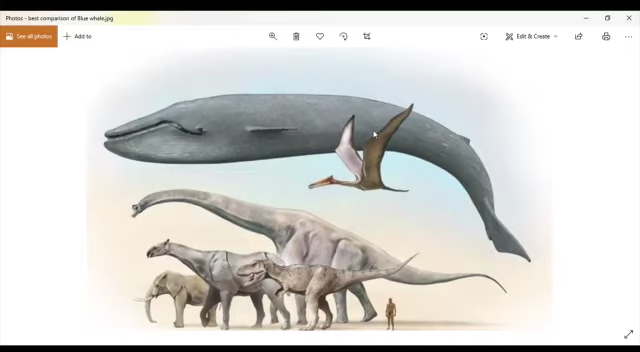 Photos - best comparison of Blue whale.jpg
See all photos
Add to
Edit & Create